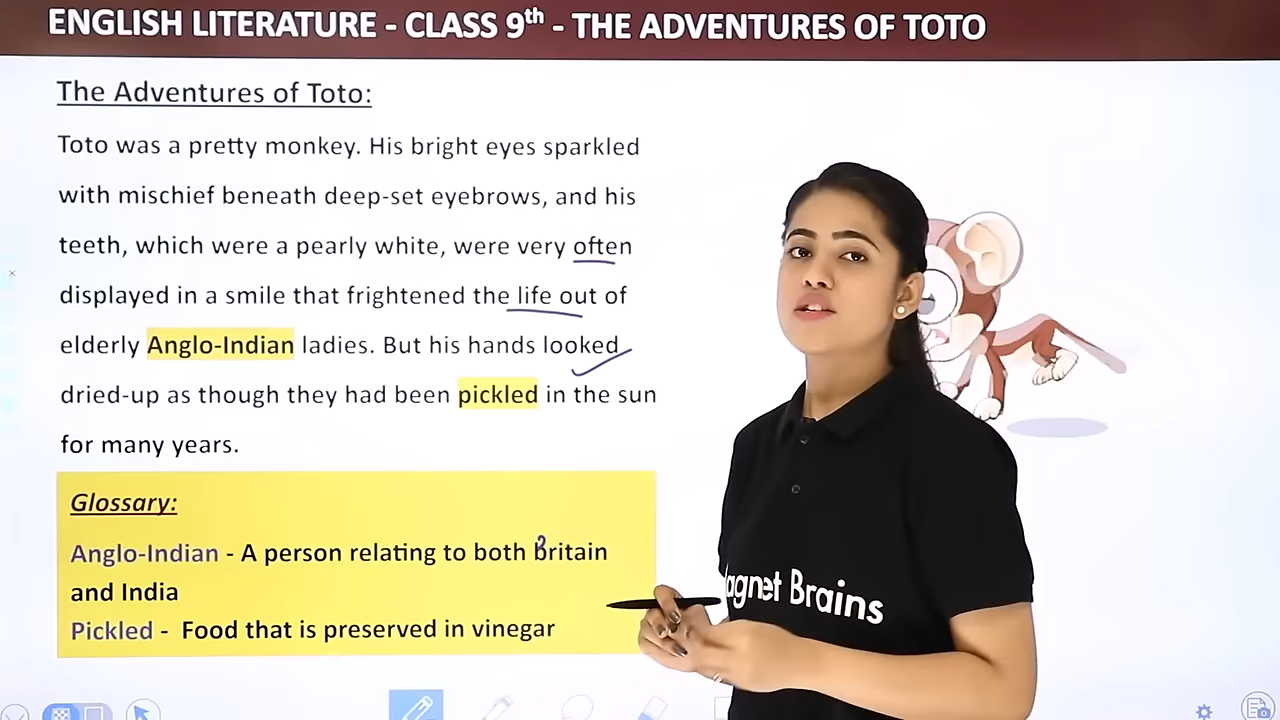 ENGLISH LITERATURE - CLASS 9th - THE ADVENTURES OF TOTO
The Adventures of Toto:
Toto was a pretty monkey. His bright eyes sparkled
with mischief beneath deep-set eyebrows, and his
teeth, which were a pearly white, were very often
displayed in a smile that frightened the life out of
elderly Anglo-Indian ladies. But his hands looked
dried-up as though they had been pickled in the sun
for many years.
Glossary:
Anglo-Indian - A person relating to both britain
and India
Pickled - Food that is preserved in vinegar
agnet Brains